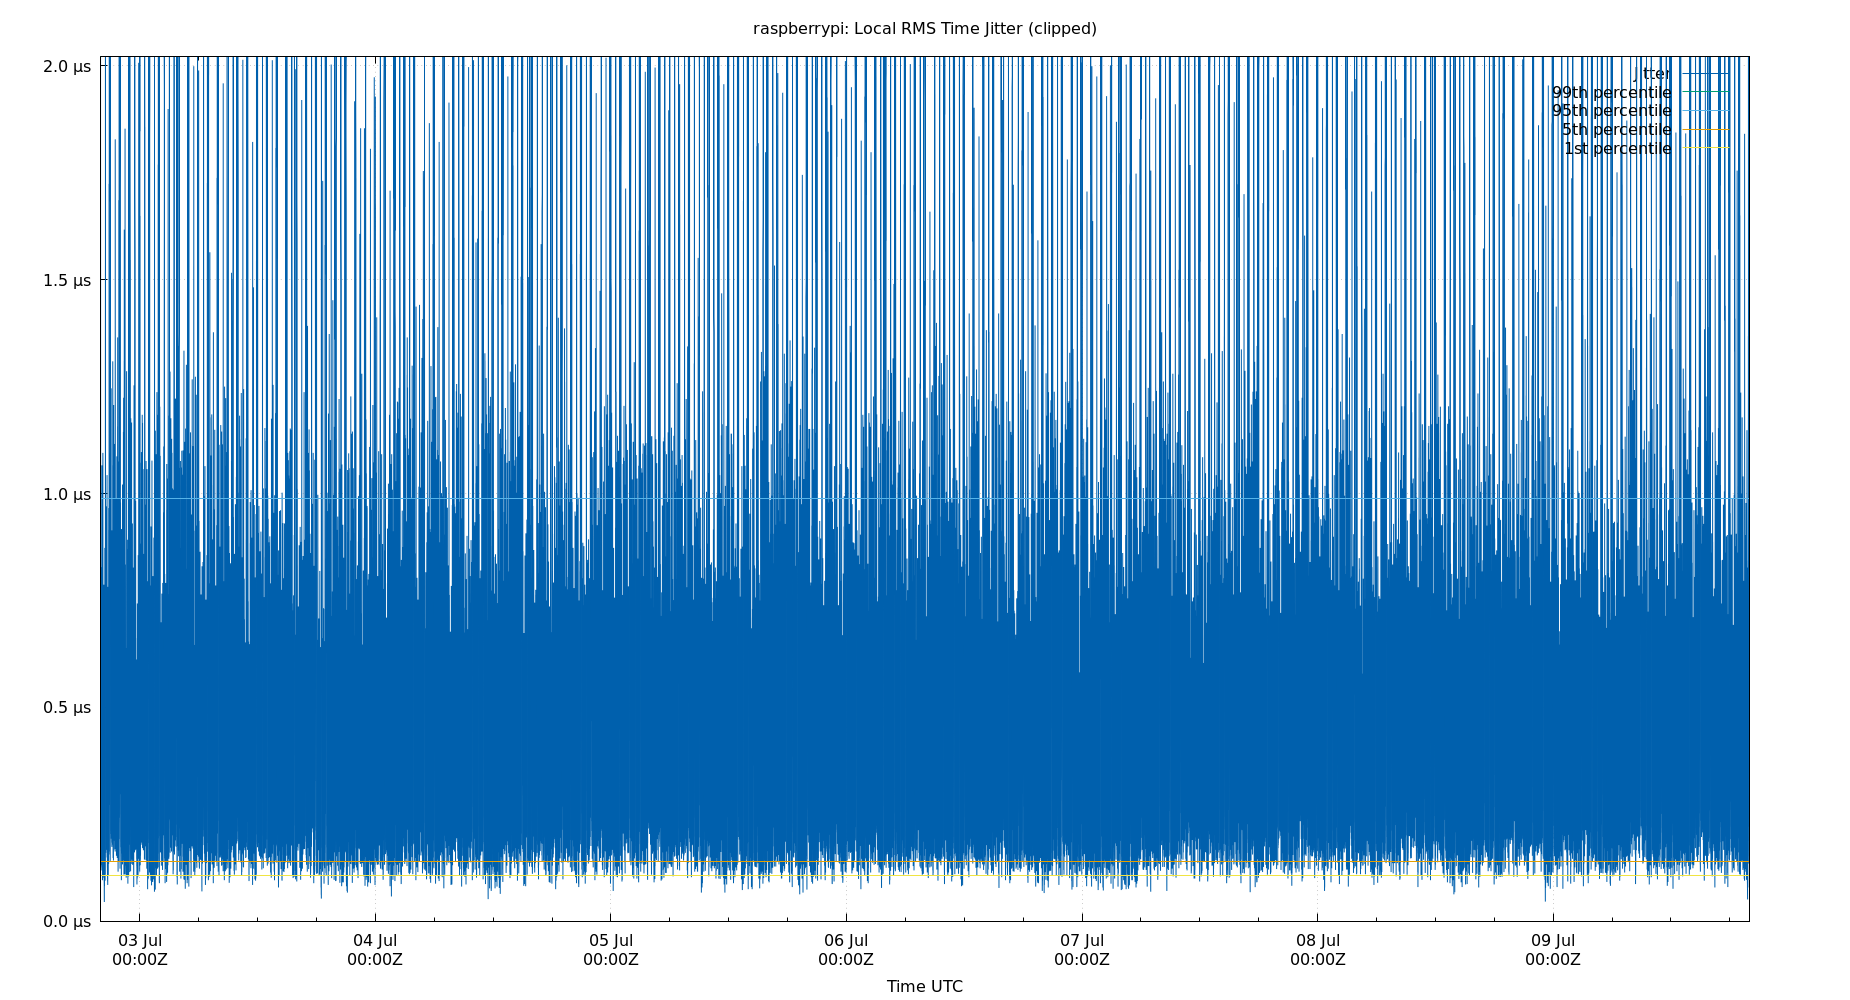 raspberrypi: Local RMS Time Jitter (clipped)
2.0 µs
1.5 µs
1.0 µs
0.5 µs
0.0 µs
Jitter
99th percentile
95th percentile
5th percentile
1st percentile
03 Jul
00:00Z
04 Jul
00:00Z
05 Jul
00:00Z
06 Jul
00:00Z
07 Jul
00:00Z
08 Jul
00:00Z
09 Jul
00:00Z
Time UTC